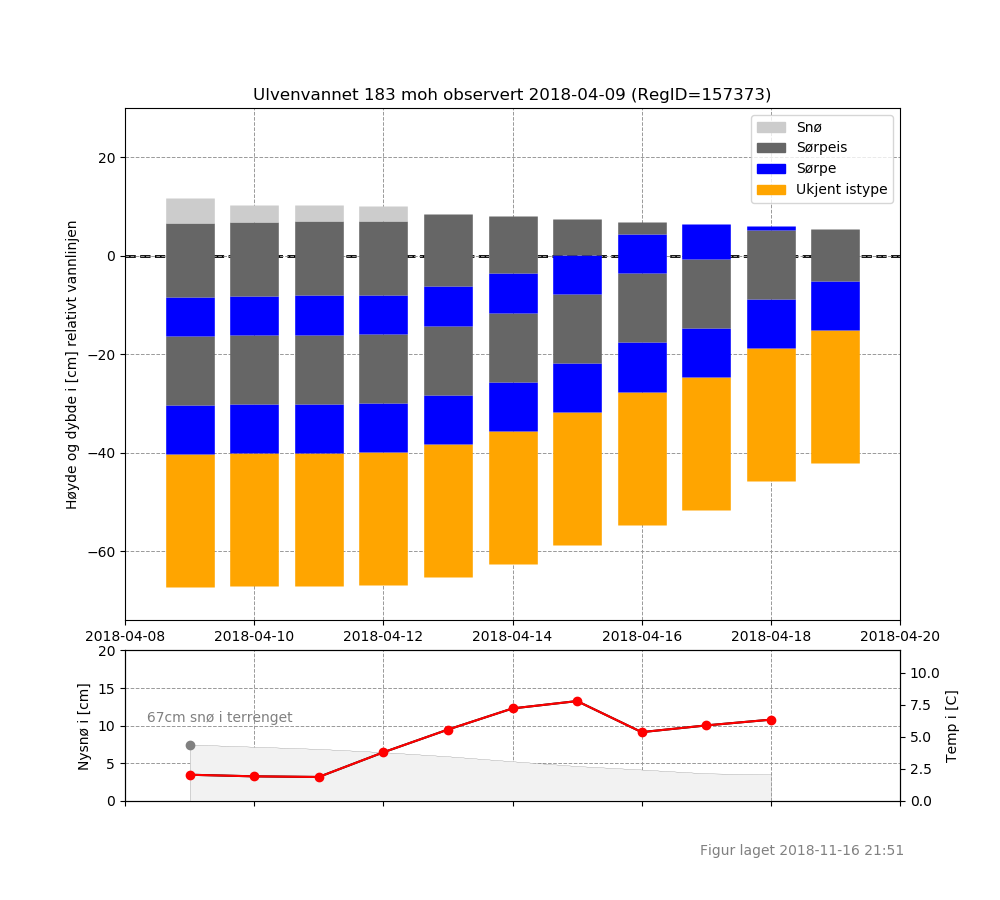 Ulvenvannet 183 moh observert 2018-04-09 (RegID=157373)
Snø
Sørpeis
Sørpe
Ukjent istype
Høyde og dybde i [cm] relativt vannlinjen
20
0
−20
−40
−60
2018-04-08 2018-04-10 2018-04-12 2018-04-14 2018-04-16 2018-04-18 2018-04-20
Nysnø i [cm]
20
15
10
5
0
67cm snø i terrenget
10.0
7.5
5.0
2.5
0.0
Temp i [C]
Figur laget 2018-11-16 21:51